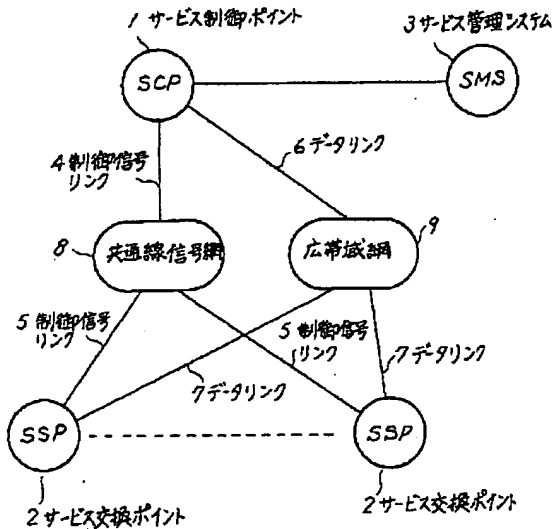 1 サービス制御ポイント
3 サービス管理システム
SCP
SMS
6 データリンク
4 制御信号
リンク
8
共通線信号網
広帯域網
9
5 制御信号
リンク
5 制御信号
リンク
7 データリンク
7 データリンク
SSP
SSP
2 サービス交換ポイント
2 サービス交換ポイント